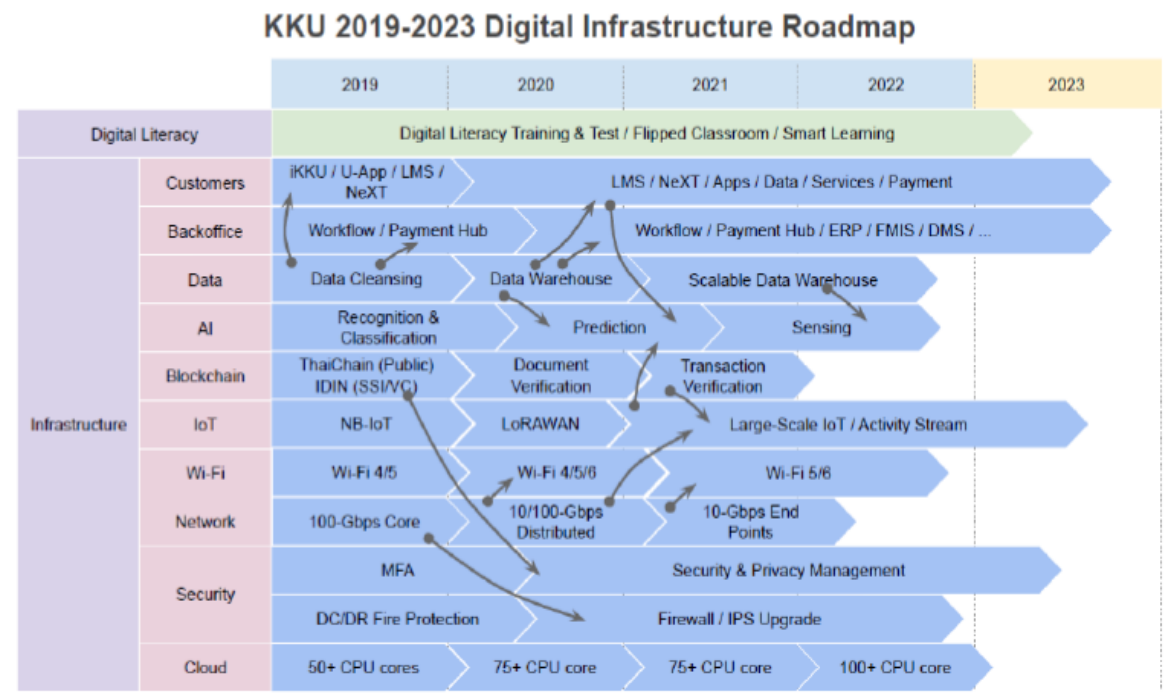 KKU 2019-2023 Digital Infrastructure Roadmap
2019 2020 2021 2022 2023
Digital Literacy
Digital Literacy Training & Test / Flipped Classroom / Smart Learning
Infrastructure
Customers
iKKU / U-App / LMS /
NeXT
LMS / NeXT / Apps / Data / Services / Payment
Backoffice
Workflow / Payment Hub
Workflow / Payment Hub / ERP / FMIS / DMS / ...
Data
Data Cleansing
Data Warehouse
Scalable Data Warehouse
AI
Recognition &
Classification
Prediction
Sensing
Blockchain
ThaiChain (Public)
IDIN (SSI/VC)
Document
Verification
Transaction
Verification
IoT
NB-IoT
LoRAWAN
Large-Scale IoT / Activity Stream
Wi-Fi
Wi-Fi 4/5
Wi-Fi 4/5/6
Wi-Fi 5/6
Network
100-Gbps Core
10/100-Gbps
Distributed
10-Gbps End
Points
Security
MFA
Security & Privacy Management
DC/DR Fire Protection
Firewall / IPS Upgrade
Cloud
50+ CPU cores
75+ CPU core
75+ CPU core
100+ CPU core